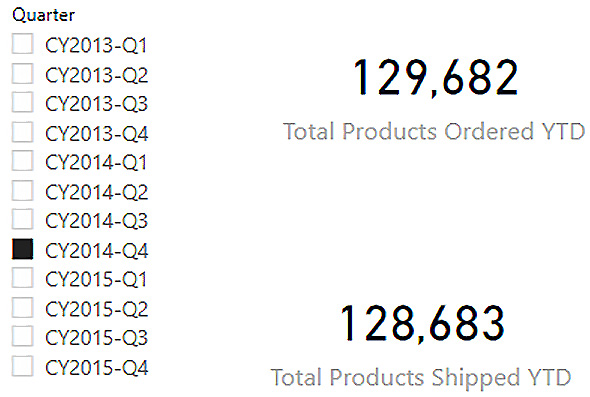 Quarter
CY2013-Q1
CY2013-Q2
CY2013-Q3
CY2013-Q4
CY2014-Q1
CY2014-Q2
CY2014-Q3
CY2014-Q4
CY2015-Q1
CY2015-Q2
CY2015-Q3
CY2015-Q4
129,682
Total Products Ordered YTD
128,683
Total Products Shipped YTD